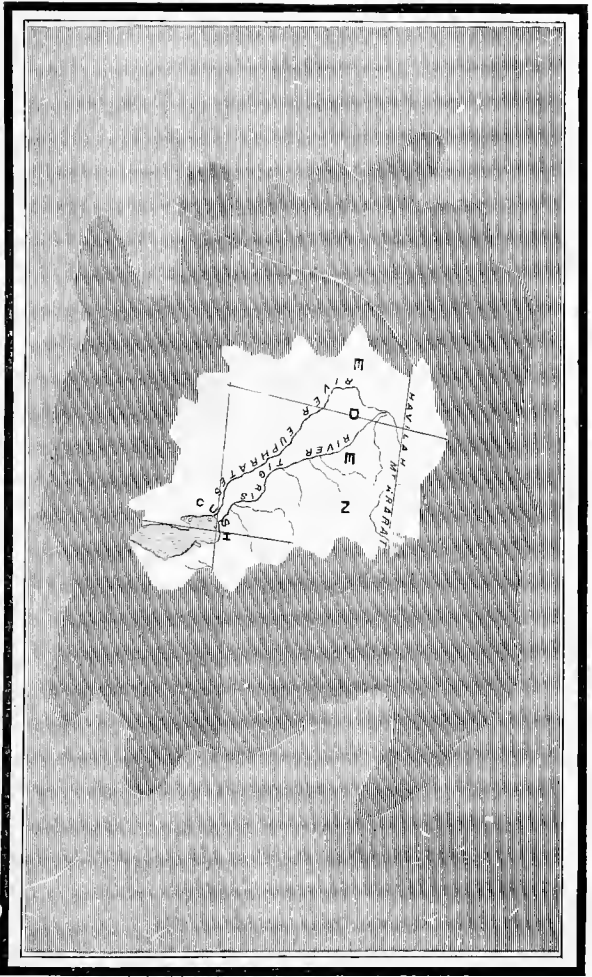 HAVILAH
MT ARARAT
EDEN
RIVER EUPHRATES
RIVER TIGRIS
CUSH